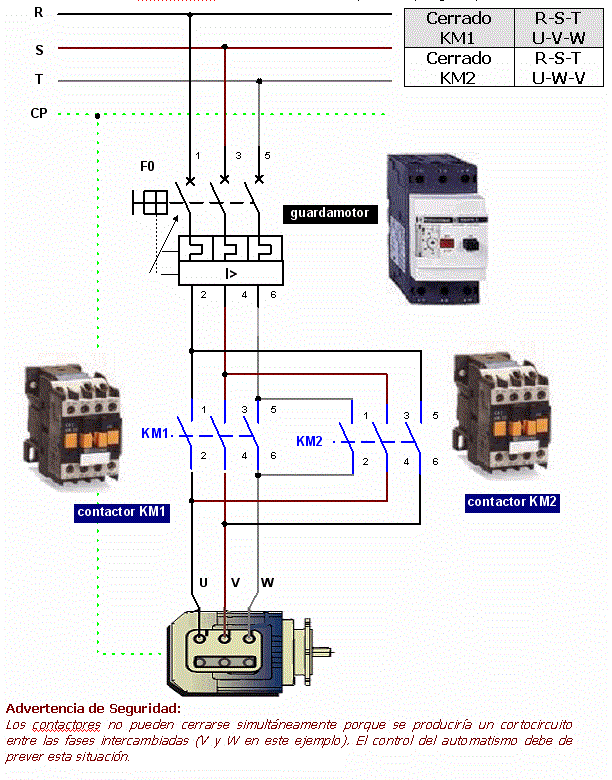 R
S
T
CP
Cerrado R-S-T
KM1 U-V-W
Cerrado R-S-T
KM2 U-W-V
F0
1 3 5
guardamotor
I>
2 4 6
1 3 5
1 3 5
KM1
KM2
2 4 6
2 4 6
contactor KM1
contactor KM2
U V W
Advertencia de Seguridad:
Los contactores no pueden cerrarse simultáneamente porque se produciría un cortocircuito
entre las fases intercambiadas (V y W en este ejemplo). El control del automatismo debe de
prever esta situación.